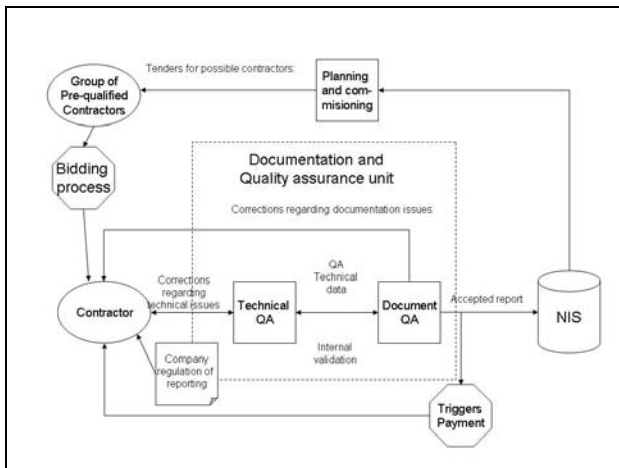 Tenders for possible contractors:
Group of
Pre-qualified
Contractors
Planning
and com-
misioning
Bidding
process
Documentation and
Quality assurance unit
Corrections regarding documentation issues
Corrections
regarding
technical issues
QA
Technical
data
Contractor
Technical
QA
Document
QA
Accepted report
NIS
Internal
validation
Company
regulation of
reporting
Triggers
Payment